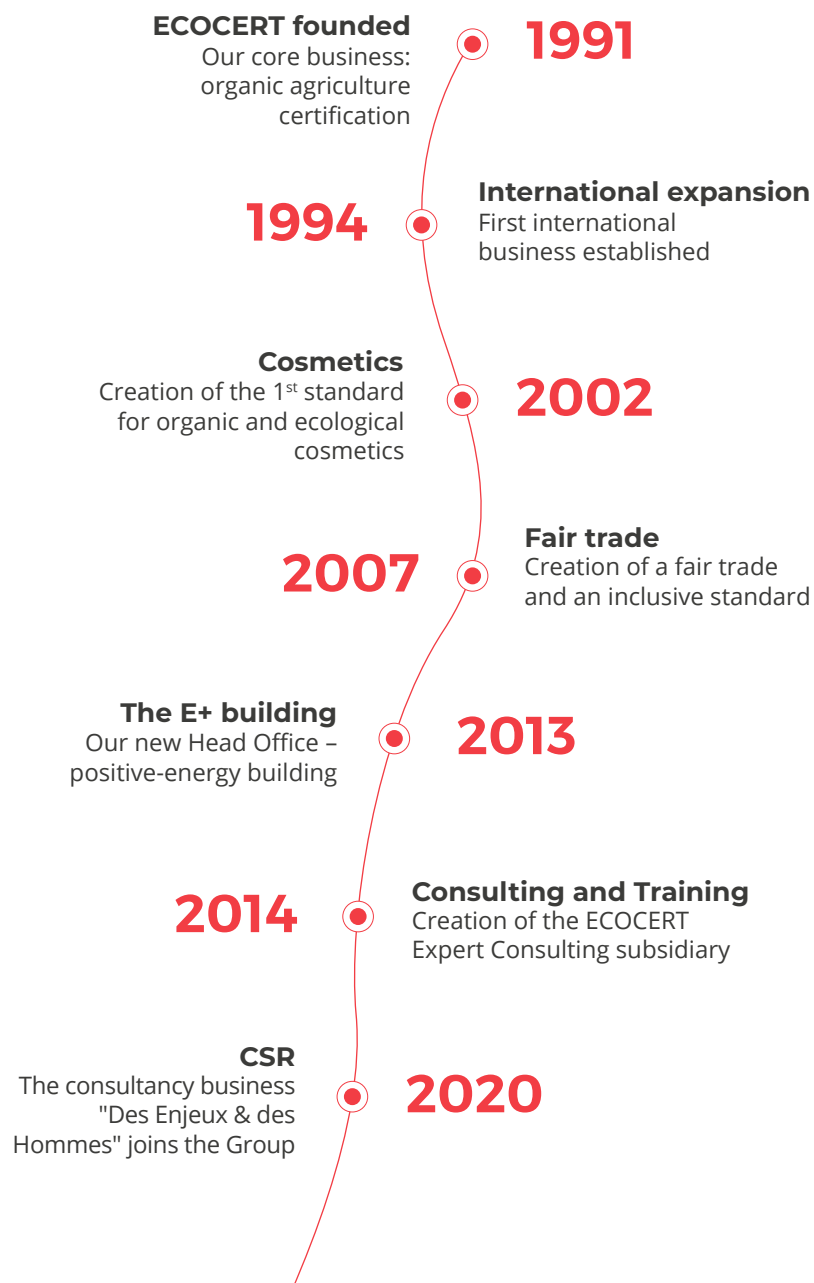 ECOCERT founded
Our core business:
organic agriculture
certification
1991
1994
International expansion
First international
business established
Cosmetics
Creation of the 1st standard
for organic and ecological
cosmetics
2002
2007
Fair trade
Creation of a fair trade
and an inclusive standard
The E+ building
Our new Head Office –
positive-energy building
2013
2014
Consulting and Training
Creation of the ECOCERT
Expert Consulting subsidiary
CSR
The consultancy business
"Des Enjeux & des
Hommes" joins the Group
2020